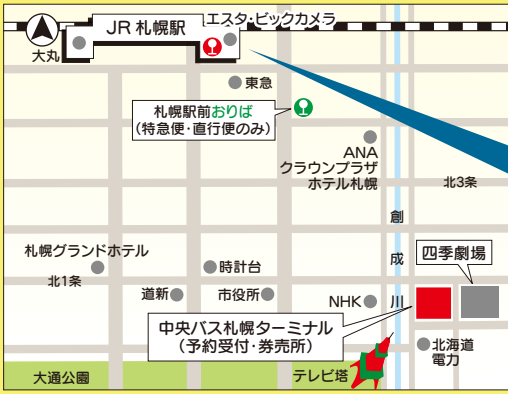 JR 札幌駅
エスタ・ビックカメラ
大丸
東急
札幌駅前おりば
(特急便・直行便のみ)
ANA
クラウンプラザ
ホテル札幌
北3条
創成川
札幌グランドホテル
時計台
四季劇場
北1条
道新
市役所
NHK
中央バス札幌ターミナル
(予約受付・券売所)
北海道
電力
大通公園
テレビ塔